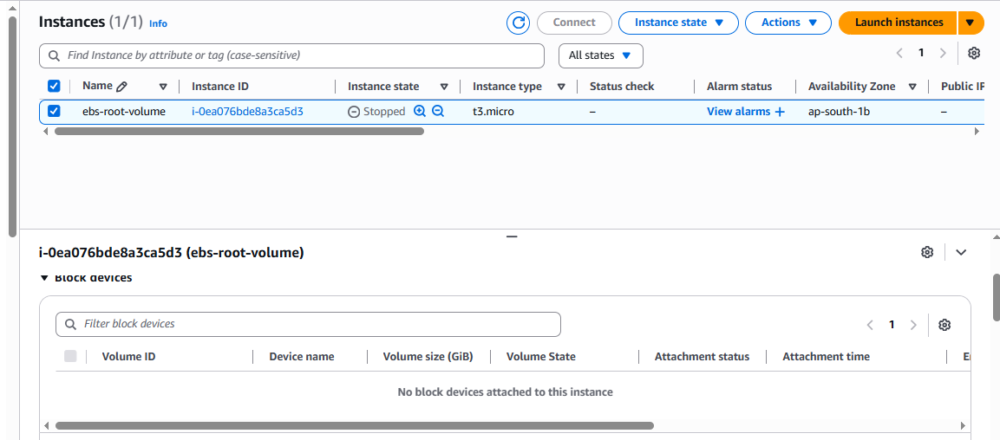 Instances (1/1) Info Connect Instance state Actions Launch instances
Find Instance by attribute or tag (case-sensitive) All states 1
Name Instance ID Instance state Instance type Status check Alarm status Availability Zone Public IP
ebs-root-volume i-0ea076bde8a3ca5d3 Stopped t3.micro – View alarms + ap-south-1b –
i-0ea076bde8a3ca5d3 (ebs-root-volume)
Block devices
Filter block devices 1
Volume ID Device name Volume size (GiB) Volume State Attachment status Attachment time
No block devices attached to this instance